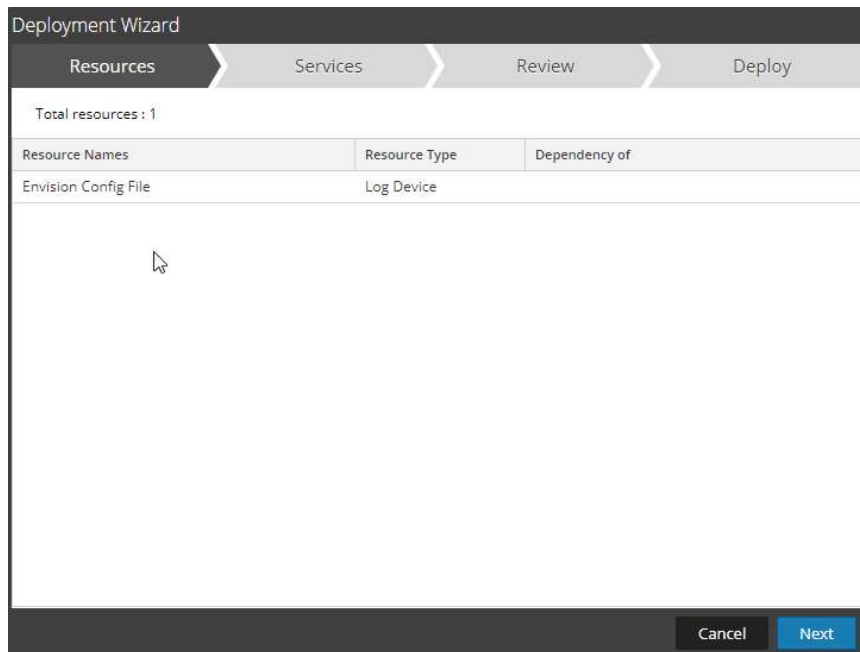 Deployment Wizard
Resources Services Review Deploy
Total resources : 1
Resource Names Resource Type Dependency of
Envision Config File Log Device
Cancel Next